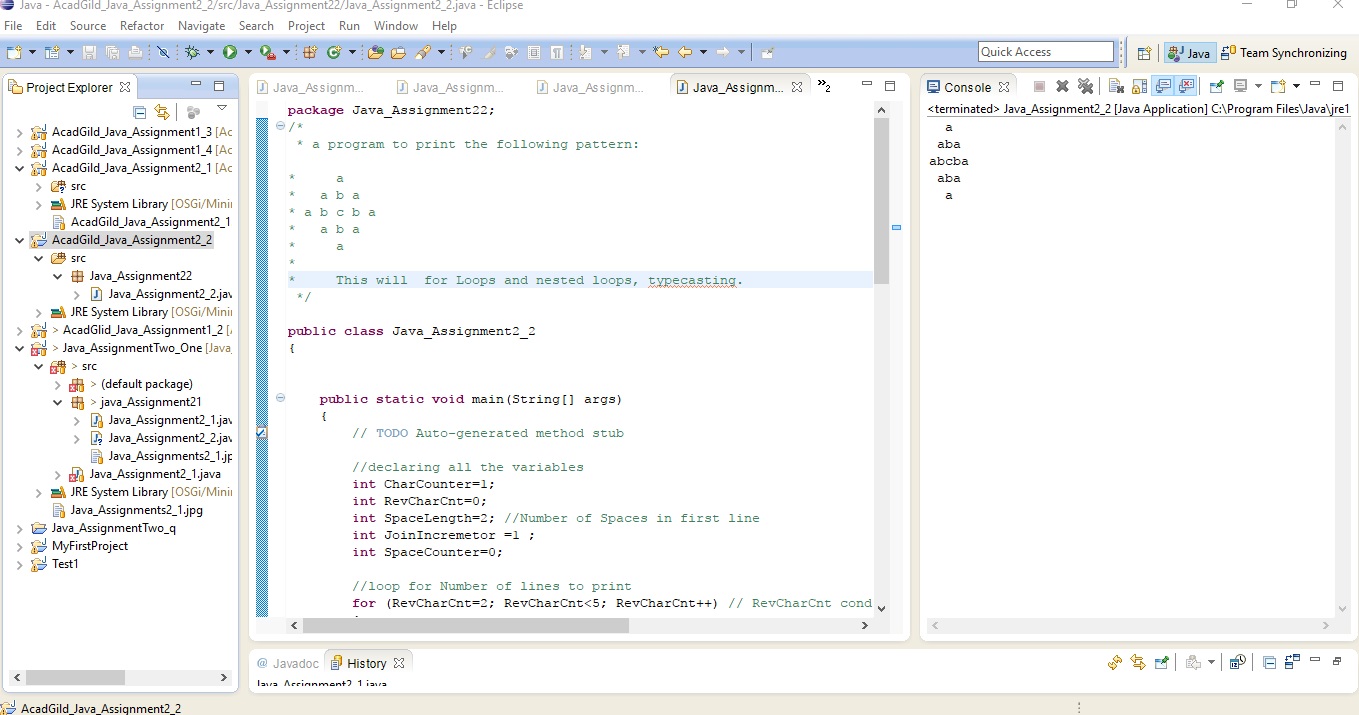 Java - AcadGild_Java_Assignment2_2/src/Java_Assignment22/Java_Assignment2_2.java - Eclipse
File Edit Source Refactor Navigate Search Project Run Window Help
Quick Access
Java
Team Synchronizing
Project Explorer
AcadGild_Java_Assignment1_3 [Ac
AcadGild_Java_Assignment1_4 [Ac
AcadGild_Java_Assignment2_1 [Ac
src
JRE System Library [OSGi/Mini
AcadGild_Java_Assignment2_1
AcadGild_Java_Assignment2_2
src
Java_Assignment22
Java_Assignment2_2.jav
JRE System Library [OSGi/Mini
> AcadGlid_Java_Assignment1_2 [/
> Java_AssignmentTwo_One [Java_
> src
> (default package)
> java_Assignment21
Java_Assignment2_1.jav
Java_Assignment2_2.jav
Java_Assignments2_1.jp
Java_Assignment2_1.java
JRE System Library [OSGi/Mini
Java_Assignments2_1.jpg
Java_AssignmentTwo_q
MyFirstProject
Test1
Java_Assignm...
Java_Assignm...
Java_Assignm...
Java_Assignm...
»2
package Java_Assignment22;
/*
* a program to print the following pattern:
* a
* a b a
* a b c b a
* a b a
* a
*
* This will  for Loops and nested loops, typecasting.
*/
public class Java_Assignment2_2
{
public static void main(String[] args)
{
// TODO Auto-generated method stub
//declaring all the variables
int CharCounter=1;
int RevCharCnt=0;
int SpaceLength=2; //Number of Spaces in first line
int JoinIncremetor =1 ;
int SpaceCounter=0;
//loop for Number of lines to print
for (RevCharCnt=2; RevCharCnt<5; RevCharCnt++) // RevCharCnt cond
Console
<terminated> Java_Assignment2_2 [Java Application] C:\Program Files\Java\jre1
a
aba
abcba
aba
a
@ Javadoc
History
Java_Assignment2_1.java
AcadGild_Java_Assignment2_2